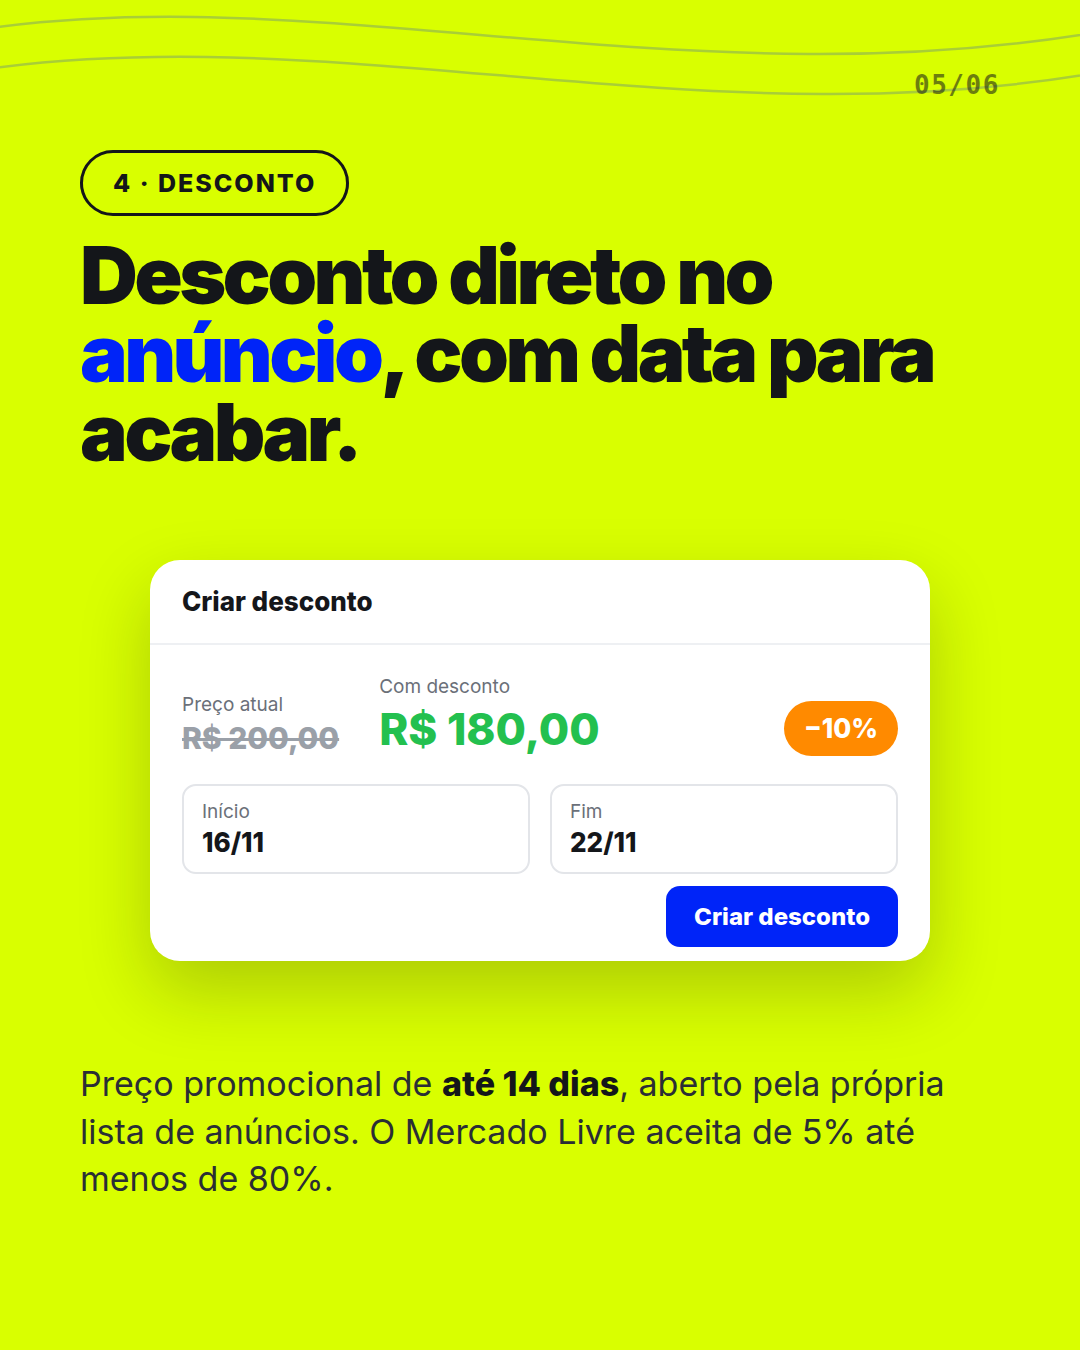 05/06
4 · DESCONTO
Desconto direto no
anúncio, com data para
acabar.
Criar desconto
Preço atual
R$ 200,00
Com desconto
R$ 180,00
−10%
Início
16/11
Fim
22/11
Criar desconto
Preço promocional de até 14 dias, aberto pela própria
lista de anúncios. O Mercado Livre aceita de 5% até
menos de 80%.